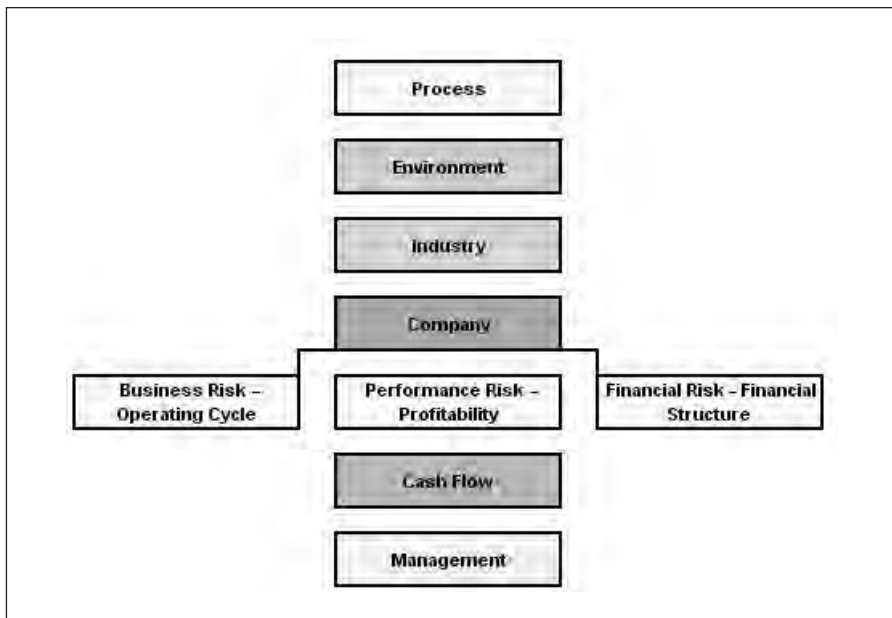 Process
Environment
Industry
Company
Business Risk –
Operating Cycle
Performance Risk –
Profitability
Financial Risk – Financial
Structure
Cash Flow
Management